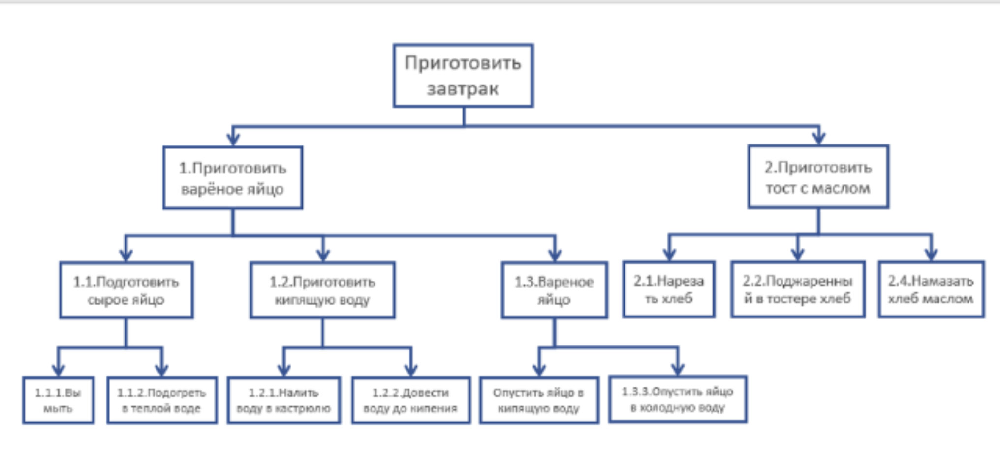 Приготовить
завтрак
1.Приготовить
варёное яйцо
2.Приготовить
тост с маслом
1.1.Подготовить
сырое яйцо
1.2.Приготовить
кипящую воду
1.3.Вареное
яйцо
2.1.Нареза
ть хлеб
2.2.Поджаренны
й в тостере хлеб
2.4.Намазать
хлеб маслом
1.1.1.Вы
мыть
1.1.2.Подогреть
в теплой воде
1.2.1.Налить
воду в кастрюлю
1.2.2.Довести
воду до кипения
Опустить яйцо в
кипящую воду
1.3.3.Опустить яйцо
в холодную воду